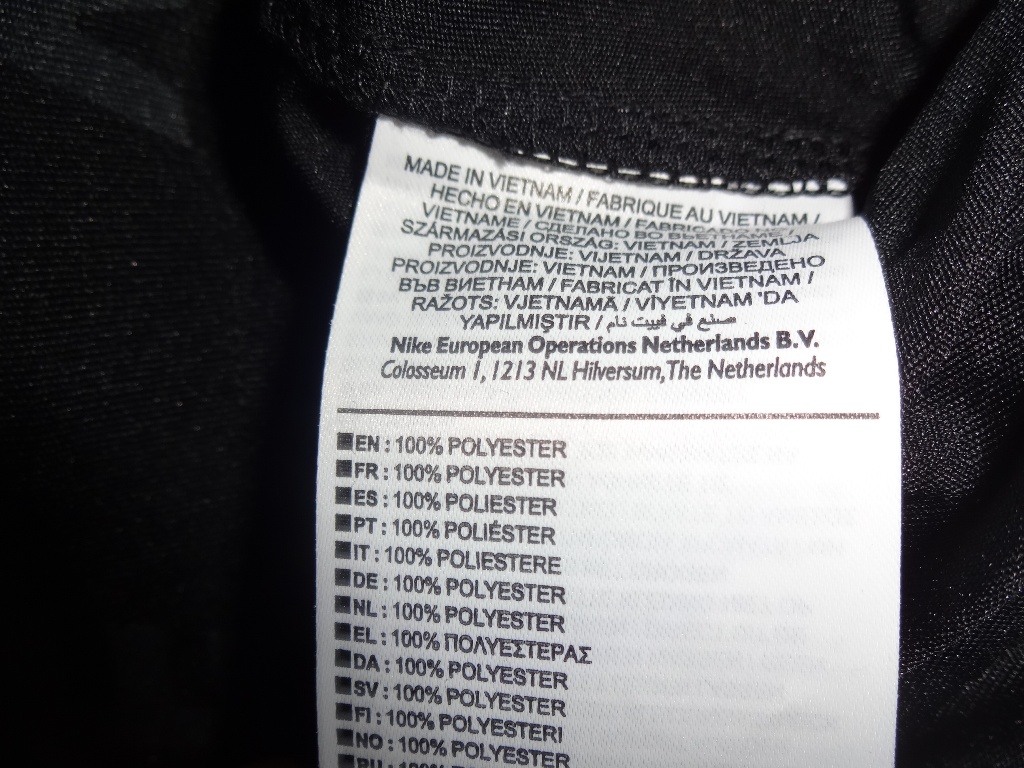 MADE IN VIETNAM / FABRIQUE AU VIETNAM /
HECHO EN VIETNAM / FABRICADO EM /
VIETNAME / СДЕЛАНО ВО
SZÁRMAZÁSI ORSZÁG: VIETNAM / ZEMLJA
PROIZVODNJE: VIJETNAM / DRŽAVA
PROIZVODNJE: VIETNAM / ПРОИЗВЕДЕНО
ВЪВ ВИЕТНАМ / FABRICAT ÎN VIETNAM /
RAŽOTS: VJETNAMĀ / VİYETNAM 'DA
YAPILMIŞTIR / صنع في فييت نام
Nike European Operations Netherlands B.V.
Colosseum 1, 1213 NL Hilversum, The Netherlands
EN : 100% POLYESTER
FR : 100% POLYESTER
ES : 100% POLIESTER
PT : 100% POLIÉSTER
IT : 100% POLIESTERE
DE : 100% POLYESTER
NL : 100% POLYESTER
EL : 100% ΠΟΛΥΕΣΤΕΡΑΣ
DA : 100% POLYESTER
SV : 100% POLYESTER
FI : 100% POLYESTERI
NO : 100% POLYESTER